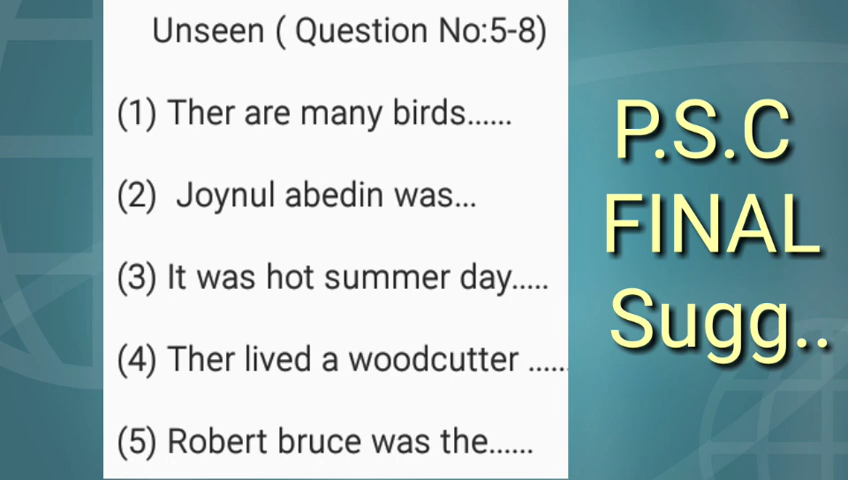 Unseen ( Question No:5-8)
(1) Ther are many birds......
(2) Joynul abedin was...
(3) It was hot summer day.....
(4) Ther lived a woodcutter ......
(5) Robert bruce was the......
P.S.C
FINAL
Sugg..